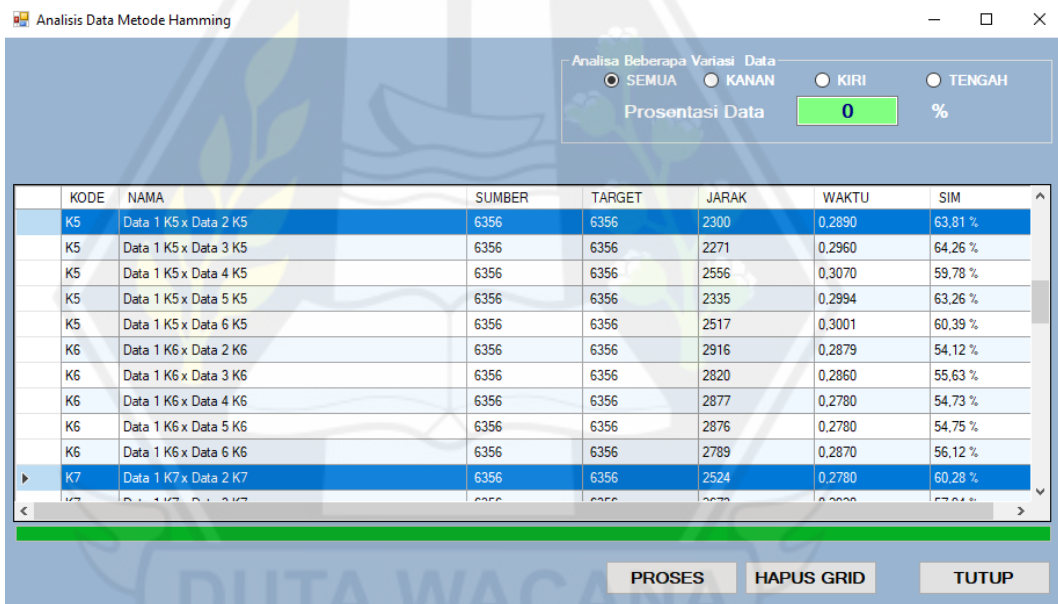 Analisis Data Metode Hamming
Analisa Beberapa Variasi Data
SEMUA KANAN KIRI TENGAH
Prosentasi Data 0 %
KODE NAMA SUMBER TARGET JARAK WAKTU SIM
K5 Data 1 K5 x Data 2 K5 6356 6356 2300 0,2890 63,81 %
K5 Data 1 K5 x Data 3 K5 6356 6356 2271 0,2960 64,26 %
K5 Data 1 K5 x Data 4 K5 6356 6356 2556 0,3070 59,78 %
K5 Data 1 K5 x Data 5 K5 6356 6356 2335 0,2994 63,26 %
K5 Data 1 K5 x Data 6 K5 6356 6356 2517 0,3001 60,39 %
K6 Data 1 K6 x Data 2 K6 6356 6356 2916 0,2879 54,12 %
K6 Data 1 K6 x Data 3 K6 6356 6356 2820 0,2860 55,63 %
K6 Data 1 K6 x Data 4 K6 6356 6356 2877 0,2780 54,73 %
K6 Data 1 K6 x Data 5 K6 6356 6356 2876 0,2780 54,75 %
K6 Data 1 K6 x Data 6 K6 6356 6356 2789 0,2870 56,12 %
K7 Data 1 K7 x Data 2 K7 6356 6356 2524 0,2780 60,28 %
PROSES HAPUS GRID TUTUP
DUTA WACANA